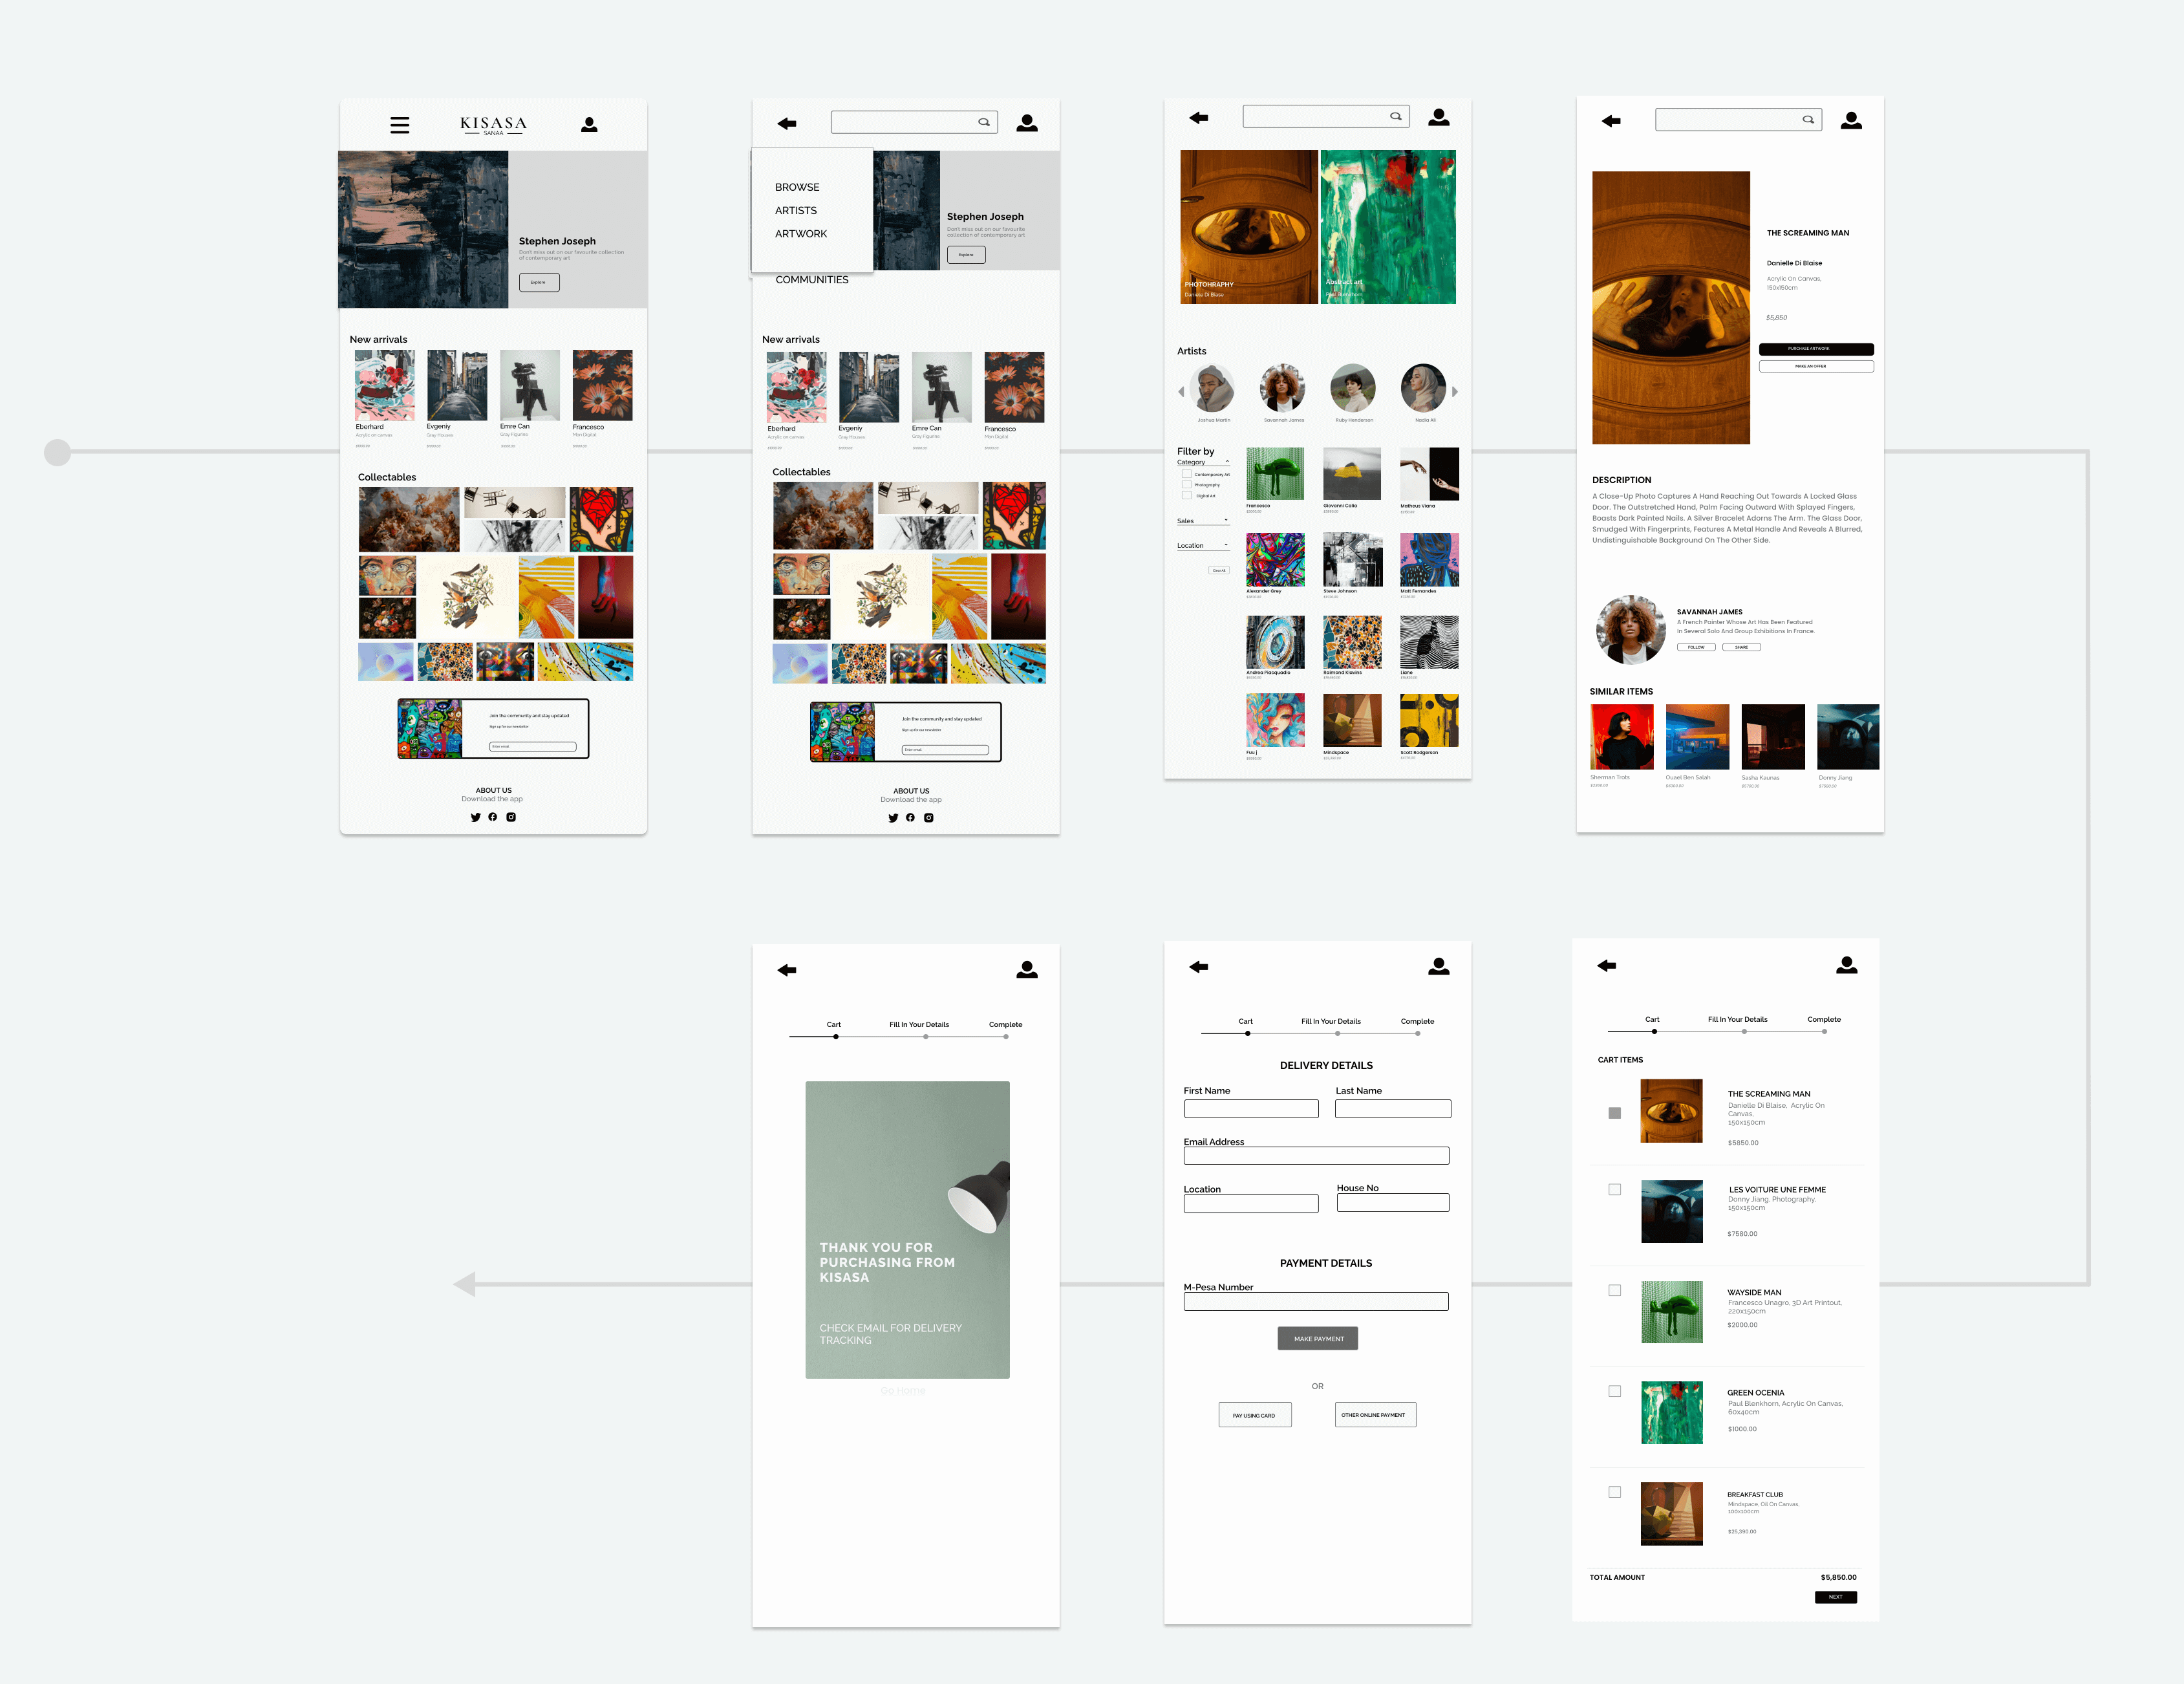 KISASA
SANAA
Stephen Joseph
Don't miss out on our favourite collection
of contemporary art
Explore
New arrivals
Eberhard
Acrylic on canvas
Evgeniy
Emre Can
Francesco
Collectables
Join the community and stay updated
Sign up for our newsletter
Enter email
ABOUT US
Download the app
BROWSE
ARTISTS
ARTWORK
COMMUNITIES
Stephen Joseph
Don't miss out on our favourite
collection of contemporary art
Explore
New arrivals
Eberhard
Acrylic on canvas
Evgeniy
Emre Can
Francesco
Collectables
Join the community and stay updated
Sign up for our newsletter
Enter email
ABOUT US
Download the app
PHOTOHRAPHY
Danielle Di Blaise
Abstract art
Paul Blenkhorn
Artists
Joshua Martin
Savannah James
Ruby Henderson
Nadia Ali
Filter by
Category
Contemporary Art
Photography
Digital Art
Sales
Location
Clear All
Francesco
Giovanni Calia
Matheus Viana
Alexander Grey
Steve Johnson
Matt Fernandes
Andrea Piacquadio
Raimond Klavins
Liane
Fuu j
Mindspace
Scott Rodgerson
THE SCREAMING MAN
Danielle Di Blaise
Acrylic On Canvas,
150x150cm
$5,850
PURCHASE ARTWORK
MAKE AN OFFER
DESCRIPTION
A Close-Up Photo Captures A Hand Reaching Out Towards A Locked Glass
Door. The Outstretched Hand, Palm Facing Outward With Splayed Fingers,
Boasts Dark Painted Nails. A Silver Bracelet Adorns The Arm. The Glass Door,
Smudged With Fingerprints, Features A Metal Handle And Reveals A Blurred,
Undistinguishable Background On The Other Side.
SAVANNAH JAMES
A French Painter Whose Art Has Been Featured
In Several Solo And Group Exhibitions In France.
FOLLOW
SHARE
SIMILAR ITEMS
Sherman Trots
Ouael Ben Salah
Sasha Kaunas
Donny Jiang
Cart
Fill In Your Details
Complete
THANK YOU FOR
PURCHASING FROM
KISASA
CHECK EMAIL FOR DELIVERY
TRACKING
Go Home
Cart
Fill In Your Details
Complete
DELIVERY DETAILS
First Name
Last Name
Email Address
Location
House No
PAYMENT DETAILS
M-Pesa Number
MAKE PAYMENT
OR
PAY USING CARD
OTHER ONLINE PAYMENT
Cart
Fill In Your Details
Complete
CART ITEMS
THE SCREAMING MAN
Danielle Di Blaise, Acrylic On
Canvas,
150x150cm
$5850.00
LES VOITURE UNE FEMME
Donny Jiang, Photography,
150x150cm
$7580.00
WAYSIDE MAN
Francesco Unagro, 3D Art Printout,
220x150cm
$2000.00
GREEN OCENIA
Paul Blenkhorn, Acrylic On Canvas,
60x40cm
$1000.00
BREAKFAST CLUB
Mindspace, Oil On Canvas,
100x100cm
$25,390.00
TOTAL AMOUNT
$5,850.00
NEXT